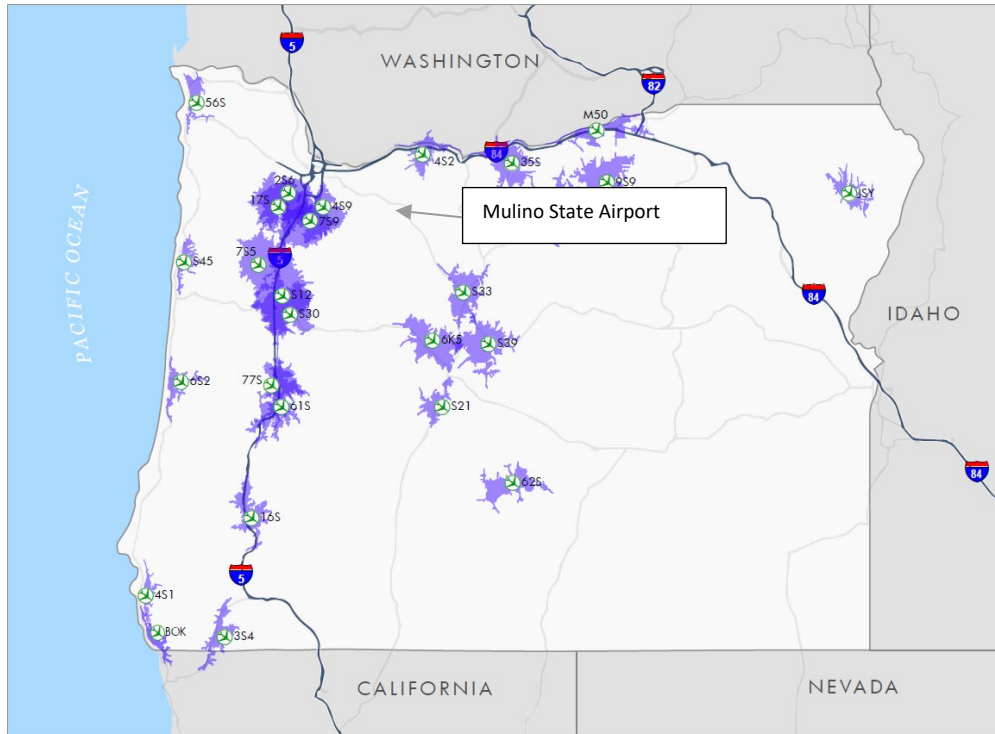 5
WASHINGTON
82
M50
56S
4S2
84
35S
9S9
JSY
2S6
17S
4S9
7S9
Mulino State Airport
PACIFIC OCEAN
S45
7S5
5
S12
S30
S33
84
IDAHO
6K5
S39
6S2
77S
61S
S21
84
62S
16S
5
4S1
BOK
3S4
CALIFORNIA
NEVADA